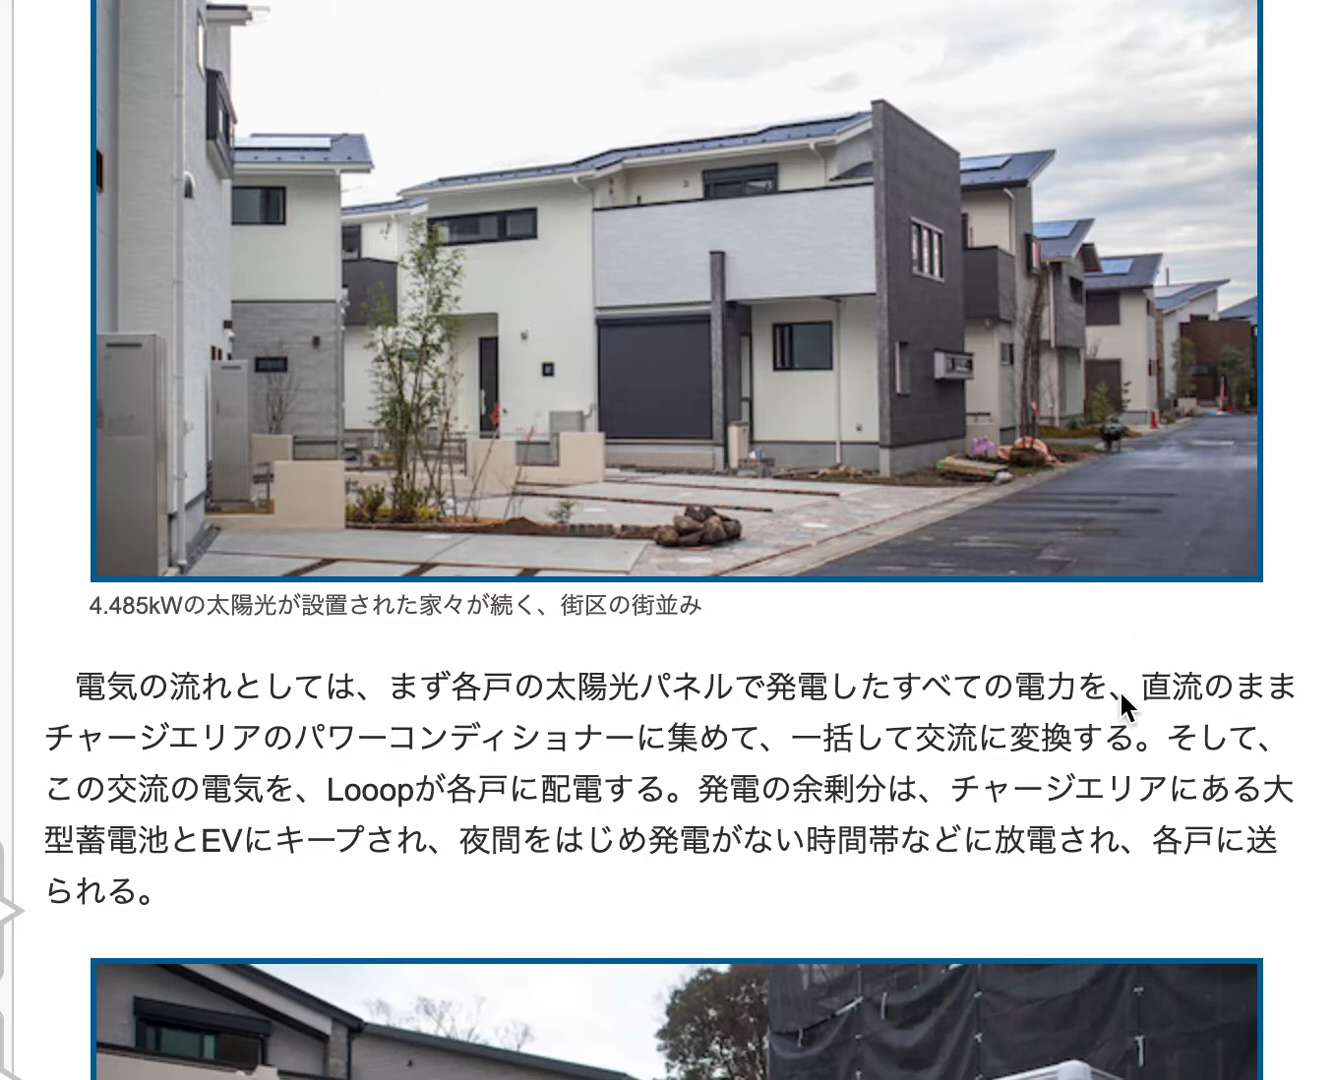 4.485kWの太陽光が設置された家々が続く、街区の街並み
電気の流れとしては、まず各戸の太陽光パネルで発電したすべての電力を、直流のまま
チャージエリアのパワーコンディショナーに集めて、一括して交流に変換する。そして、
この交流の電気を、Looopが各戸に配電する。発電の余剰分は、チャージエリアにある大
型蓄電池とEVにキープされ、夜間をはじめ発電がない時間帯などに放電され、各戸に送
られる。